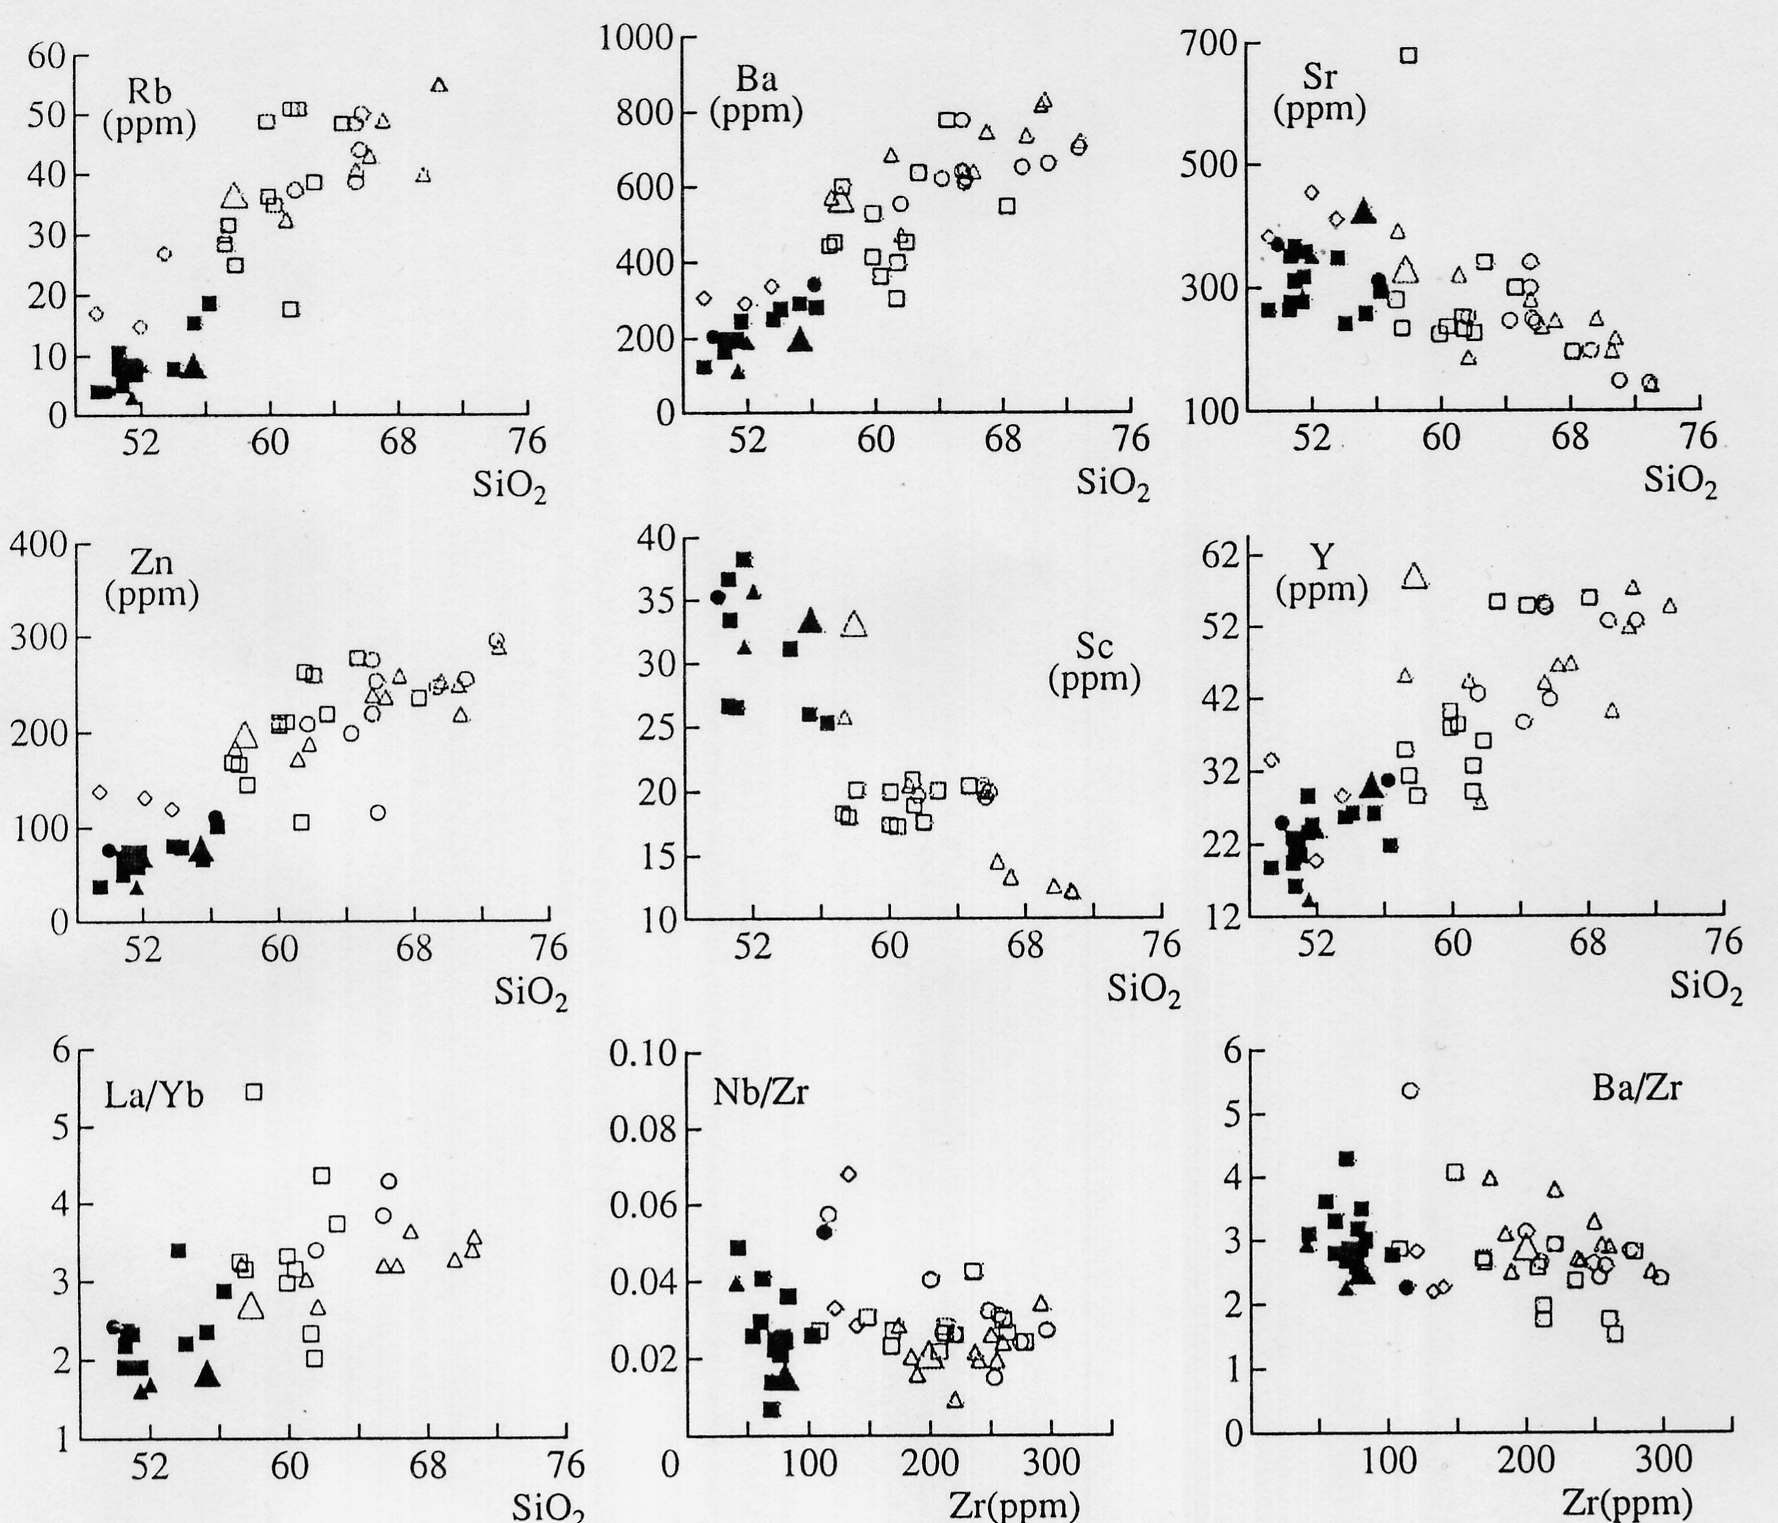 60
50
40
30
20
10
0
Rb
(ppm)
52 60 68 76
SiO₂
1000
800
600
400
200
0
Ba
(ppm)
52 60 68 76
SiO₂
700
500
300
100
Sr
(ppm)
52 60 68 76
SiO₂
400
300
200
100
0
Zn
(ppm)
52 60 68 76
SiO₂
40
35
30
25
20
15
10
Sc
(ppm)
52 60 68 76
SiO₂
62
52
42
32
22
12
Y
(ppm)
52 60 68 76
SiO₂
6
5
4
3
2
1
La/Yb
52 60 68 76
SiO₂
0.10
0.08
0.06
0.04
0.02
Nb/Zr
0 100 200 300
Zr(ppm)
6
5
4
3
2
1
0
Ba/Zr
100 200 300
Zr(ppm)